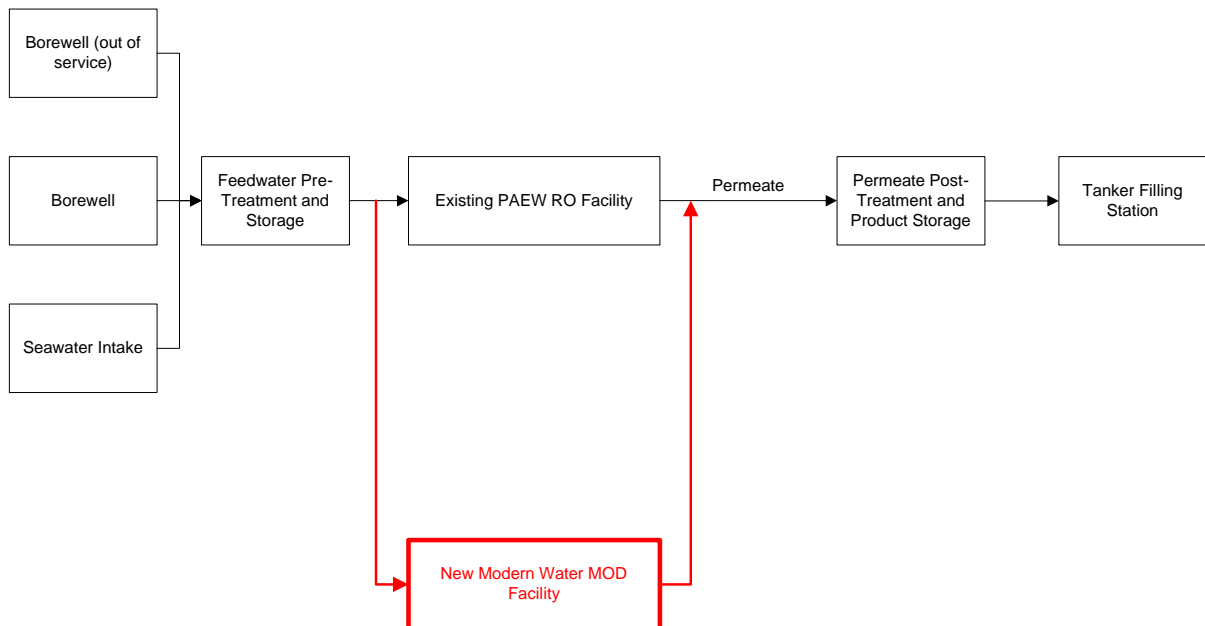 Borewell (out of
service)
Borewell
Seawater Intake
Feedwater Pre-
Treatment and
Storage
Existing PAEW RO Facility
Permeate
Permeate Post-
Treatment and
Product Storage
Tanker Filling
Station
New Modern Water MOD
Facility